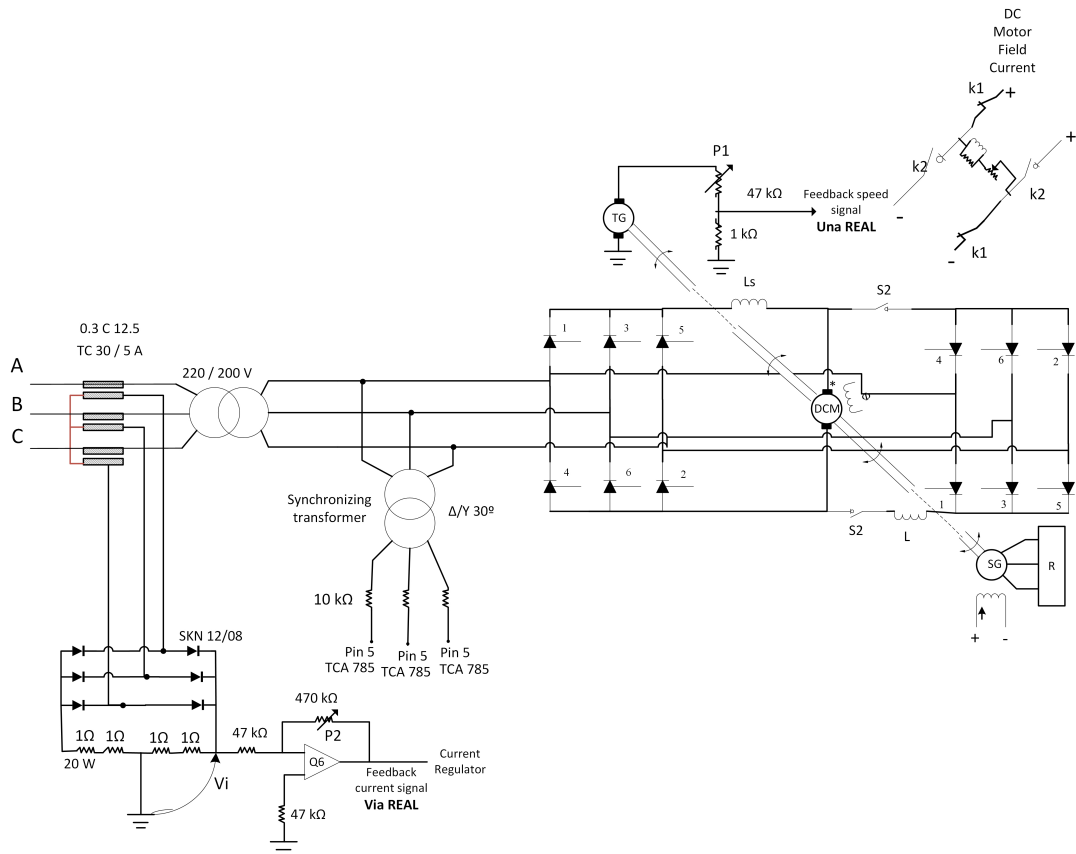 DC
Motor
Field
Current
k1
+
+
k2
k2
-
k1
-
P1
47 kΩ
Feedback speed
signal
Una REAL
TG
1 kΩ
Ls
S2
0.3 C 12.5
TC 30 / 5 A
A
B
C
220 / 200 V
1
3
5
4
6
2
*
DCM
4
6
2
1
3
5
S2
L
Synchronizing
transformer
Δ/Y 30º
SG
R
+
-
10 kΩ
Pin 5
TCA 785
Pin 5
TCA 785
Pin 5
TCA 785
SKN 12/08
1Ω
1Ω
1Ω
1Ω
20 W
47 kΩ
470 kΩ
P2
Q6
Vi
Feedback
current signal
Via REAL
Current
Regulator
47 kΩ